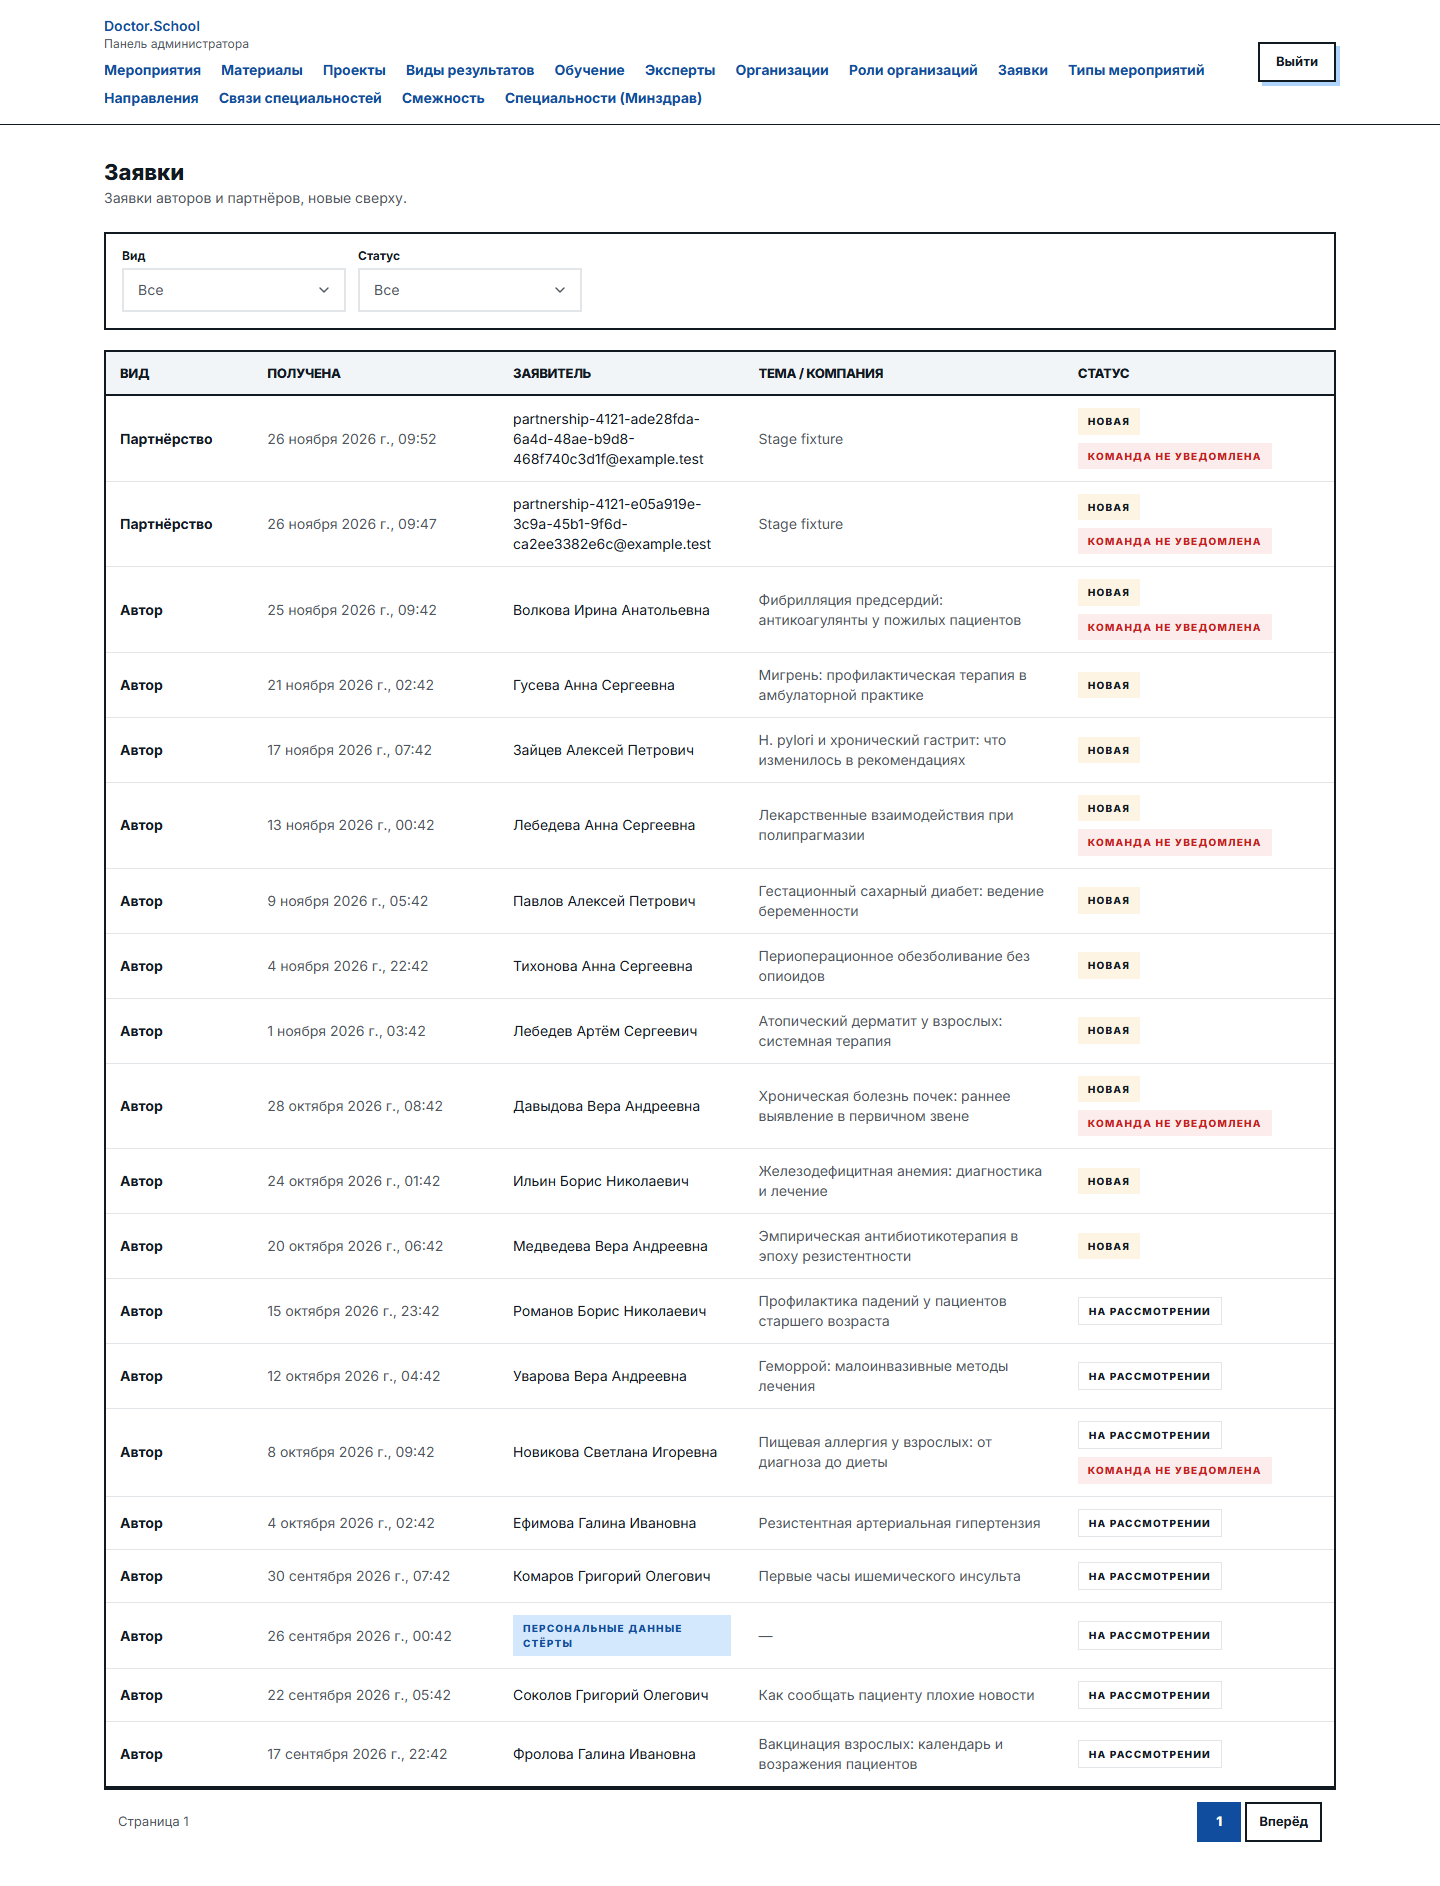 Doctor.School
Панель администратора
Мероприятия Материалы Проекты Виды результатов Обучение Эксперты Организации Роли организаций Заявки Типы мероприятий
Направления Связи специальностей Смежность Специальности (Минздрав)
Выйти
Заявки
Заявки авторов и партнёров, новые сверху.
Вид Статус
Все Все
ВИД ПОЛУЧЕНА ЗАЯВИТЕЛЬ ТЕМА / КОМПАНИЯ СТАТУС
Партнёрство 26 ноября 2026 г., 09:52
partnership-4121-ade28fda-
6a4d-48ae-b9d8-
468f740c3d1f@example.test
Stage fixture
НОВАЯ
КОМАНДА НЕ УВЕДОМЛЕНА
Партнёрство 26 ноября 2026 г., 09:47
partnership-4121-e05a919e-
3c9a-45b1-9f6d-
ca2ee3382e6c@example.test
Stage fixture
НОВАЯ
КОМАНДА НЕ УВЕДОМЛЕНА
Автор 25 ноября 2026 г., 09:42 Волкова Ирина Анатольевна
Фибрилляция предсердий:
антикоагулянты у пожилых пациентов
НОВАЯ
КОМАНДА НЕ УВЕДОМЛЕНА
Автор 21 ноября 2026 г., 02:42 Гусева Анна Сергеевна
Мигрень: профилактическая терапия в
амбулаторной практике
НОВАЯ
Автор 17 ноября 2026 г., 07:42 Зайцев Алексей Петрович
H. pylori и хронический гастрит: что
изменилось в рекомендациях
НОВАЯ
Автор 13 ноября 2026 г., 00:42 Лебедева Анна Сергеевна
Лекарственные взаимодействия при
полипрагмазии
НОВАЯ
КОМАНДА НЕ УВЕДОМЛЕНА
Автор 9 ноября 2026 г., 05:42 Павлов Алексей Петрович
Гестационный сахарный диабет: ведение
беременности
НОВАЯ
Автор 4 ноября 2026 г., 22:42 Тихонова Анна Сергеевна
Периоперационное обезболивание без
опиоидов
НОВАЯ
Автор 1 ноября 2026 г., 03:42 Лебедев Артём Сергеевич
Атопический дерматит у взрослых:
системная терапия
НОВАЯ
Автор 28 октября 2026 г., 08:42 Давыдова Вера Андреевна
Хроническая болезнь почек: раннее
выявление в первичном звене
НОВАЯ
КОМАНДА НЕ УВЕДОМЛЕНА
Автор 24 октября 2026 г., 01:42 Ильин Борис Николаевич
Железодефицитная анемия: диагностика
и лечение
НОВАЯ
Автор 20 октября 2026 г., 06:42 Медведева Вера Андреевна
Эмпирическая антибиотикотерапия в
эпоху резистентности
НОВАЯ
Автор 15 октября 2026 г., 23:42 Романов Борис Николаевич
Профилактика падений у пациентов
старшего возраста
НА РАССМОТРЕНИИ
Автор 12 октября 2026 г., 04:42 Уварова Вера Андреевна
Геморрой: малоинвазивные методы
лечения
НА РАССМОТРЕНИИ
Автор 8 октября 2026 г., 09:42 Новикова Светлана Игоревна
Пищевая аллергия у взрослых: от
диагноза до диеты
НА РАССМОТРЕНИИ
КОМАНДА НЕ УВЕДОМЛЕНА
Автор 4 октября 2026 г., 02:42 Ефимова Галина Ивановна Резистентная артериальная гипертензия НА РАССМОТРЕНИИ
Автор 30 сентября 2026 г., 07:42 Комаров Григорий Олегович Первые часы ишемического инсульта НА РАССМОТРЕНИИ
Автор 26 сентября 2026 г., 00:42
ПЕРСОНАЛЬНЫЕ ДАННЫЕ
СТЁРТЫ
— НА РАССМОТРЕНИИ
Автор 22 сентября 2026 г., 05:42 Соколов Григорий Олегович Как сообщать пациенту плохие новости НА РАССМОТРЕНИИ
Автор 17 сентября 2026 г., 22:42 Фролова Галина Ивановна
Вакцинация взрослых: календарь и
возражения пациентов
НА РАССМОТРЕНИИ
Страница 1 1 Вперёд